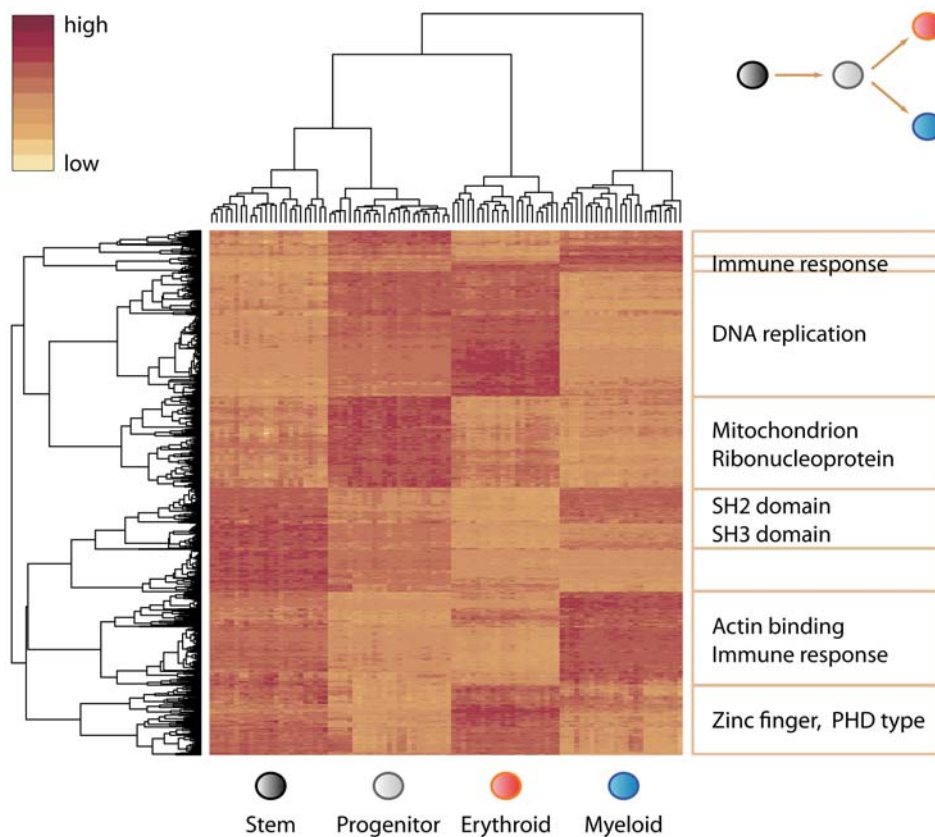 high
low
Immune response
DNA replication
Mitochondrion
Ribonucleoprotein
SH2 domain
SH3 domain
Actin binding
Immune response
Zinc finger, PHD type
Stem Progenitor Erythroid Myeloid